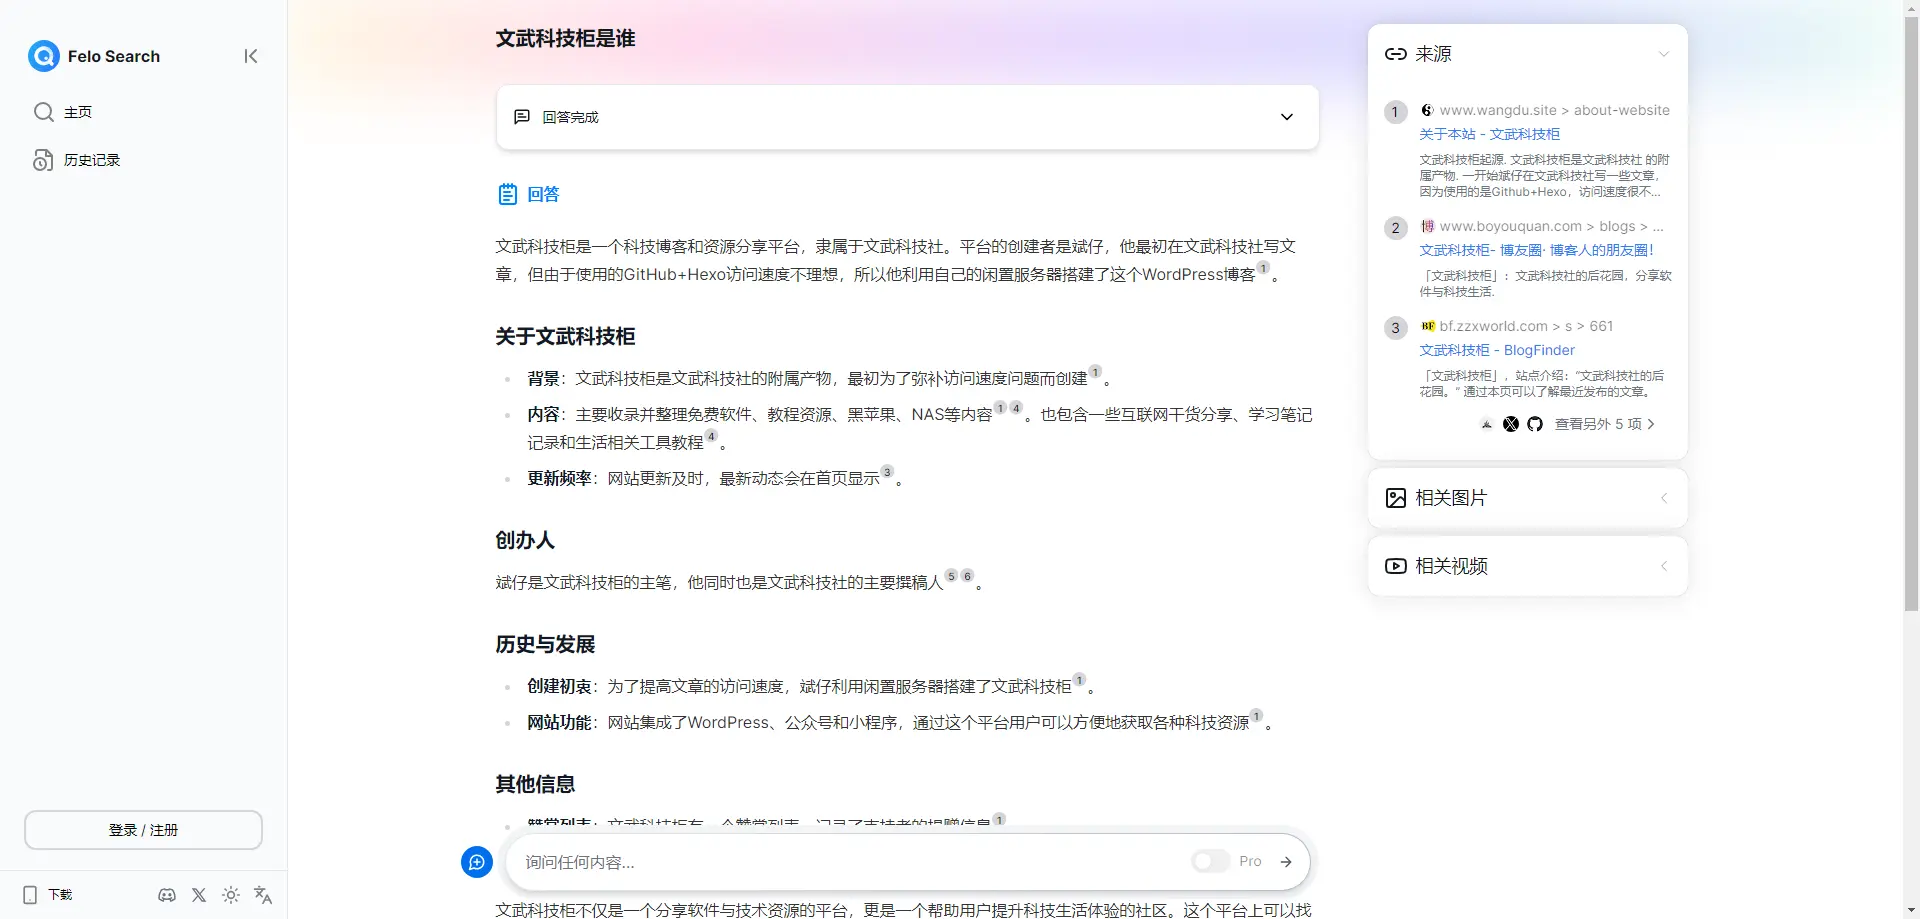 Felo Search
主页
历史记录
登录 / 注册
下载
文武科技柜是谁
回答完成
回答
文武科技柜是一个科技博客和资源分享平台，隶属于文武科技社。平台的创建者是斌仔，他最初在文武科技社写文
章，但由于使用的GitHub+Hexo访问速度不理想，所以他利用自己的闲置服务器搭建了这个WordPress博客1。
关于文武科技柜
背景：文武科技柜是文武科技社的附属产物，最初为了弥补访问速度问题而创建1。
内容：主要收录并整理免费软件、教程资源、黑苹果、NAS等内容1 4。也包含一些互联网干货分享、学习笔记
记录和生活相关工具教程4。
更新频率：网站更新及时，最新动态会在首页显示3。
创办人
斌仔是文武科技柜的主笔，他同时也是文武科技社的主要撰稿人5 6。
历史与发展
创建初衷：为了提高文章的访问速度，斌仔利用闲置服务器搭建了文武科技柜1。
网站功能：网站集成了WordPress、公众号和小程序，通过这个平台用户可以方便地获取各种科技资源1。
其他信息
赞赏列表：文武科技柜有一个赞赏列表，记录了支持者的捐赠信息1
询问任何内容...
Pro
文武科技柜不仅是一个分享软件与技术资源的平台，更是一个帮助用户提升科技生活体验的社区。这个平台上可以找
来源
1 www.wangdu.site > about-website
关于本站 - 文武科技柜
文武科技柜起源. 文武科技柜是文武科技社 的附
属产物. 一开始斌仔在文武科技社写一些文章，
因为使用的是Github+Hexo，访问速度很不...
2 博 www.boyouquan.com > blogs > ...
文武科技柜- 博友圈· 博客人的朋友圈!
「文武科技柜」：文武科技社的后花园，分享软
件与科技生活.
3 BF bf.zzxworld.com > s > 661
文武科技柜 - BlogFinder
「文武科技柜」，站点介绍：“文武科技社的后
花园。” 通过本页可以了解最近发布的文章。
查看另外 5 项
相关图片
相关视频